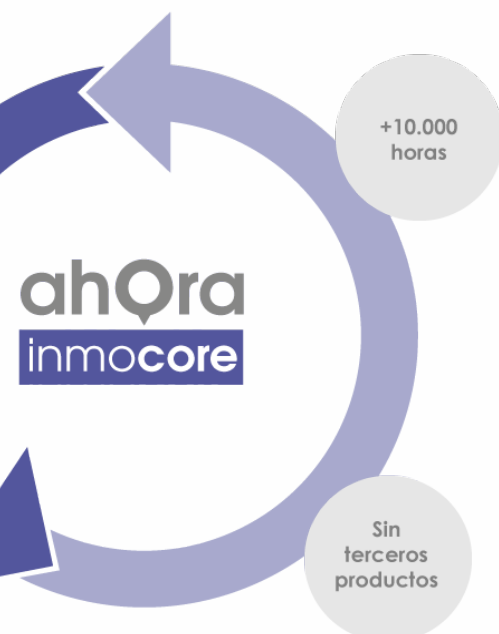 +10.000
horas
ahora
inmocore
Sin
terceros
productos